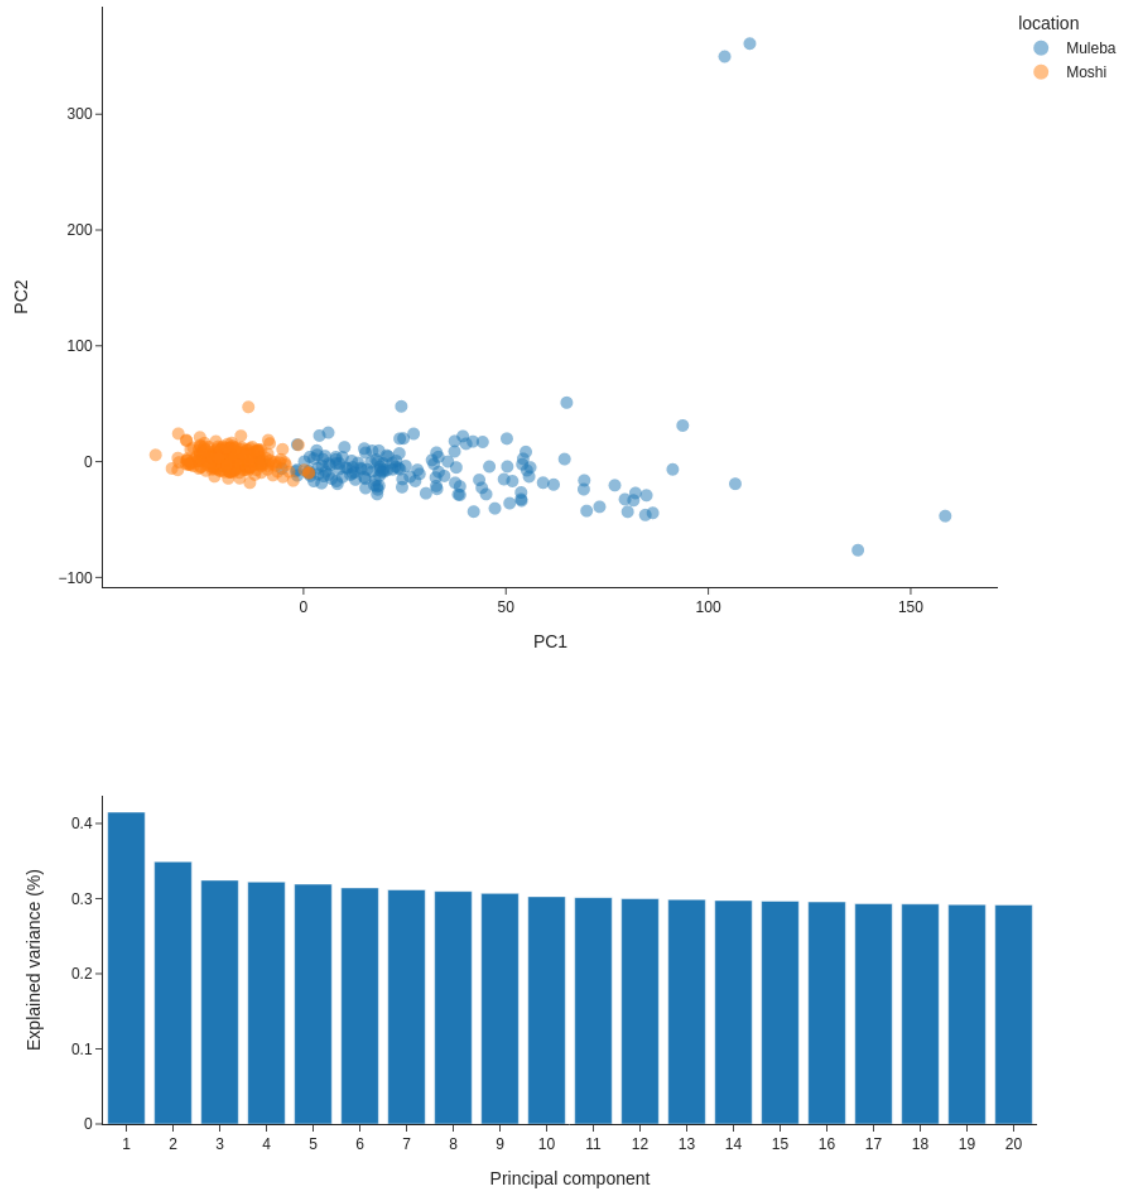 location
Muleba
Moshi
300
200
100
0
−100
PC2
0 50 100 150
PC1
0.4
0.3
0.2
0.1
0
Explained variance (%)
1 2 3 4 5 6 7 8 9 10 11 12 13 14 15 16 17 18 19 20
Principal component